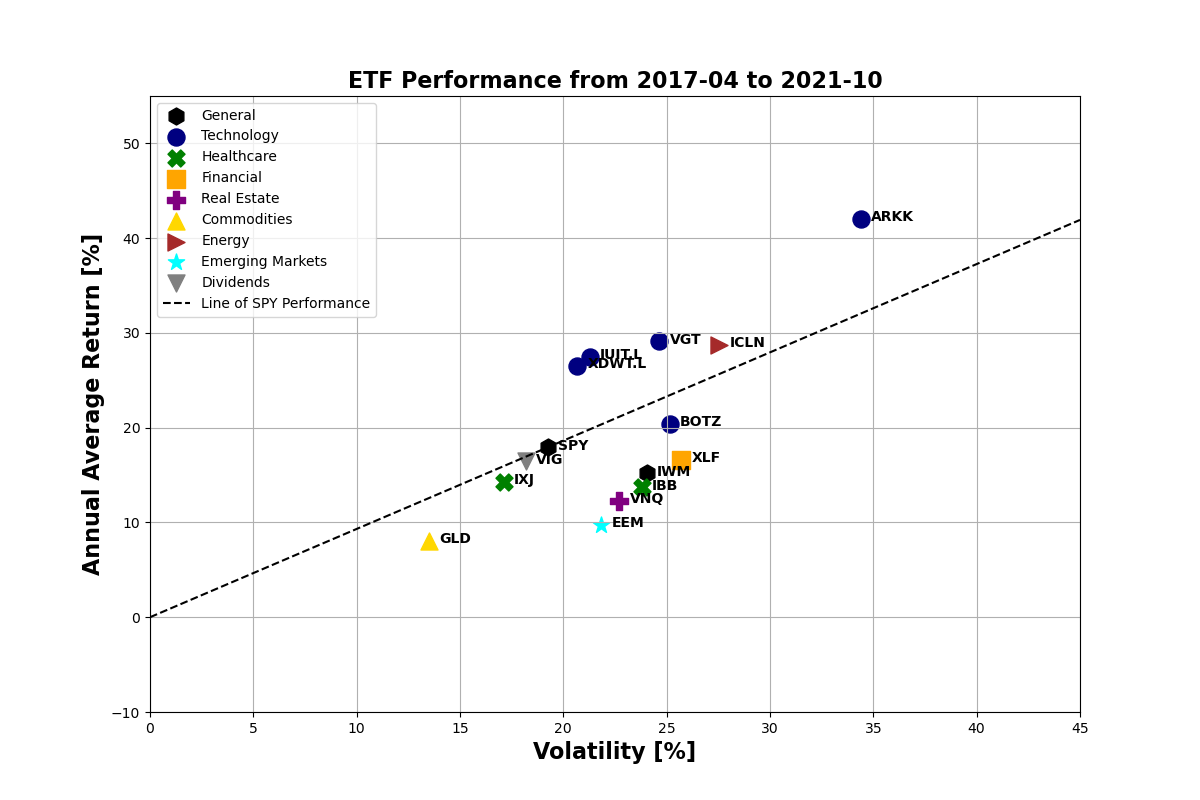 ETF Performance from 2017-04 to 2021-10
General
Technology
Healthcare
Financial
Real Estate
Commodities
Energy
Emerging Markets
Dividends
Line of SPY Performance
Annual Average Return [%]
50
40
30
20
10
0
−10
ARKK
VGT
ICLN
IUIT.L
XDWT.L
BOTZ
SPY
XLF
VIG
IWM
IXJ
IBB
VNQ
EEM
GLD
0 5 10 15 20 25 30 35 40 45
Volatility [%]